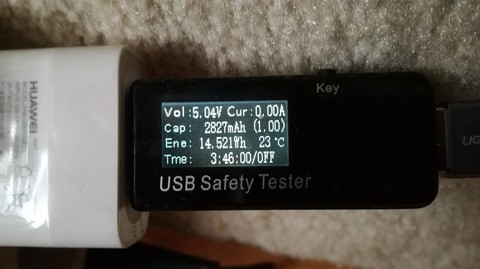 HUAWEI
Key
Vol:5.04V Cur:0.00A
Cap: 2827mAh (1.00)
Ene: 14.521Wh 23℃
Tme: 3:46:00/OFF
USB Safety Tester